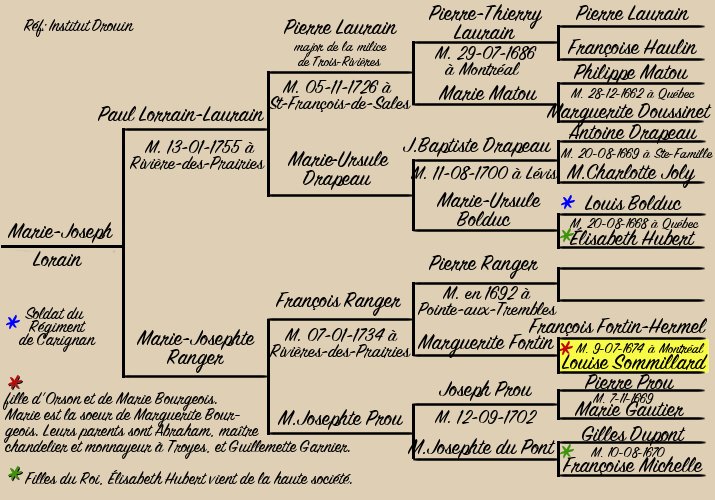 Réf: Institut Drouin
Marie-Joseph
Lorain
Paul Lorrain-Laurain
M. 13-01-1755 à
Rivière-des-Prairies
Marie-Josephte
Ranger
Pierre Laurain
major de la milice
de Trois-Rivières
M. 05-11-1726 à
St-François-de-Sales
Marie-Ursule
Drapeau
François Ranger
M. 07-01-1734 à
Rivières-des-Prairies
M.Josephte Prou
Pierre-Thierry
Laurain
M. 29-07-1686
à Montréal
Marie Matou
J.Baptiste Drapeau
M. 11-08-1700 à Lévis
Marie-Ursule
Bolduc
Pierre Ranger
M. en 1692 à
Pointe-aux-Trembles
Marguerite Fortin
Joseph Prou
M. 12-09-1702
M.Josephte du Pont
Pierre Laurain
Françoise Haulin
Philippe Matou
M. 28-12-1662 à Québec
Marguerite Doussinet
Antoine Drapeau
M. 20-08-1669 à Ste-Famille
M.Charlotte Joly
* Louis Bolduc
M. 20-08-1668 à Québec
* Élisabeth Hubert
François Fortin-Hermel
* M. 9-07-1674 à Montréal
Louise Sommillard
Pierre Prou
M. 7-11-1669
Marie Gautier
Gilles Dupont
* M. 10-08-1670
Françoise Michelle
* Soldat du
Régiment
de Carignan
*
fille d'Orson et de Marie Bourgeois.
Marie est la soeur de Marguerite Bour-
geois. Leurs parents sont Abraham, maître
chandelier et monnayeur à Troyes, et Guillemette Garnier.
* Filles du Roi, Élisabeth Hubert vient de la haute société.